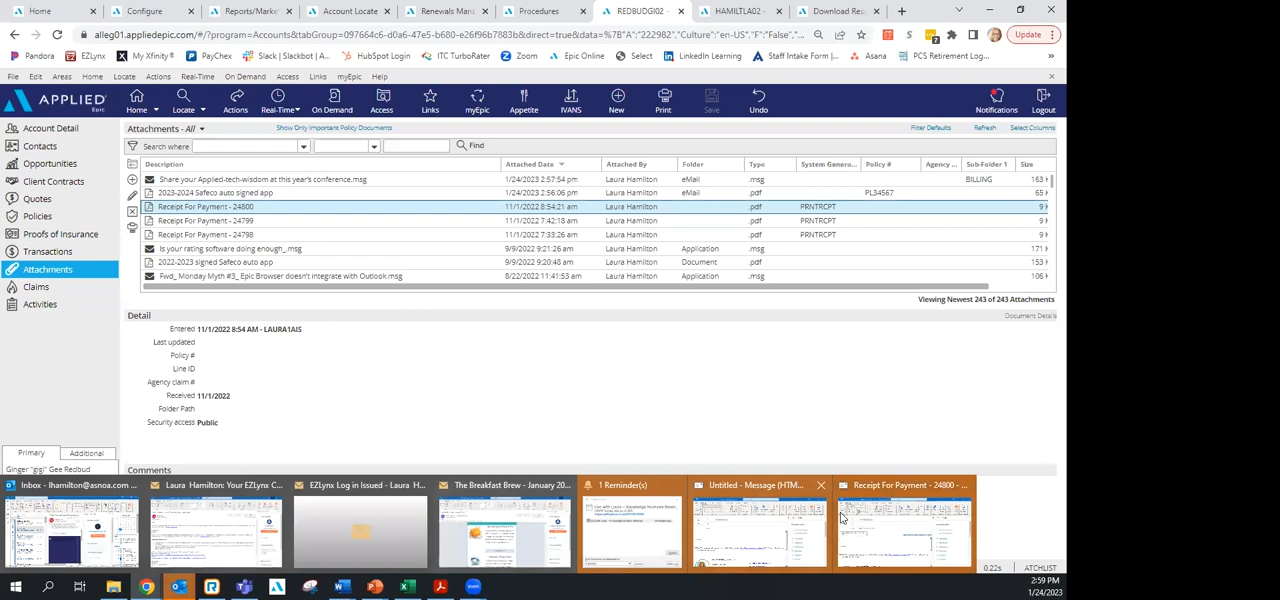 Home
Configure
Reports/Market
Account Locate
Renewals Mana
Procedures
REDBUDGI02
HAMILTLA02 -
Download Res
alleg01.appliedepic.com/#/?program=Accounts&tabGroup=097664c6-d0a6-47e5-b680-e26f96b7883b&direct=true&data=%7B"A":"222982","Culture":"en-US","F":"False","...
Update
Pandora
EZLynx
My Xfinity®
PayChex
Slack | Slackbot | A...
HubSpot Login
ITC TurboRater
Zoom
Epic Online
Select
LinkedIn Learning
Staff Intake Form |...
Asana
PCS Retirement Log...
File Edit Areas Home Locate Actions Real-Time On Demand Access Links myEpic Help
APPLIED
Epic
Home
Locate
Actions
Real-Time
On Demand
Access
Links
myEpic
Appetite
IVANS
New
Print
Save
Undo
Notifications
Logout
Account Detail
Contacts
Opportunities
Client Contracts
Quotes
Policies
Proofs of Insurance
Transactions
Attachments
Claims
Activities
Attachments - All
Show Only Important Policy Documents
Filter Defaults Refresh Select Columns
Search where Find
Description Attached Date Attached By Folder Type System Genera... Policy # Agency ... Sub-Folder 1 Size
Share your Applied-tech-wisdom at this year's conference.msg 1/24/2023 2:57:54 pm Laura Hamilton eMail .msg BILLING 163 K
2023-2024 Safeco auto signed app 1/24/2023 2:56:06 pm Laura Hamilton eMail .pdf PL34567 65 K
Receipt For Payment - 24800 11/1/2022 8:54:21 am Laura Hamilton .pdf PRNTRCPT 9 K
Receipt For Payment - 24799 11/1/2022 7:42:18 am Laura Hamilton .pdf PRNTRCPT 9 K
Receipt For Payment - 24798 11/1/2022 7:33:26 am Laura Hamilton .pdf PRNTRCPT 9 K
Is your rating software doing enough_.msg 9/9/2022 9:21:26 am Laura Hamilton Application .msg 171 K
2022-2023 signed Safeco auto app 9/9/2022 9:20:48 am Laura Hamilton Document .pdf 153 K
Fwd_ Monday Myth #3_ Epic Browser doesn't integrate with Outlook.msg 8/22/2022 11:41:53 am Laura Hamilton Application .msg 106 K
Viewing Newest 243 of 243 Attachments
Detail
Document Details
Entered 11/1/2022 8:54 AM - LAURA1AIS
Last updated
Policy #
Line ID
Agency claim #
Received 11/1/2022
Folder Path
Security access Public
Primary Additional
Ginger "gigi" Gee Redbud
Comments
Inbox - lhamilton@asnoa.com ...
Laura Hamilton: Your EZLynx C...
EZLynx Log in Issued - Laura H...
The Breakfast Brew - January 20...
1 Reminder(s)
Untitled - Message (HTM...
Receipt For Payment - 24800 - ...
0.22s ATCHLIST
2:59 PM
1/24/2023